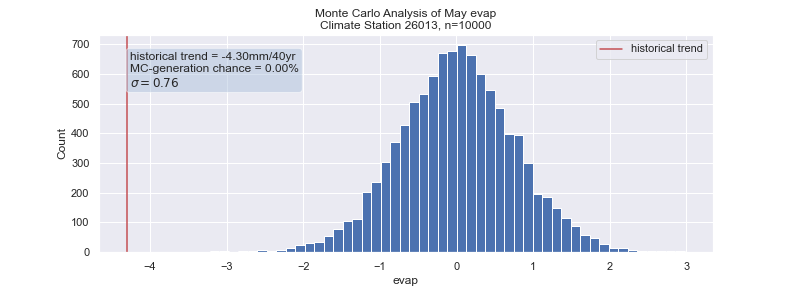 Monte Carlo Analysis of May evap
Climate Station 26013, n=10000
historical trend = -4.30mm/40yr
MC-generation chance = 0.00%
σ = 0.76
historical trend
Count
700
600
500
400
300
200
100
0
−4
−3
−2
−1
0
1
2
3
evap